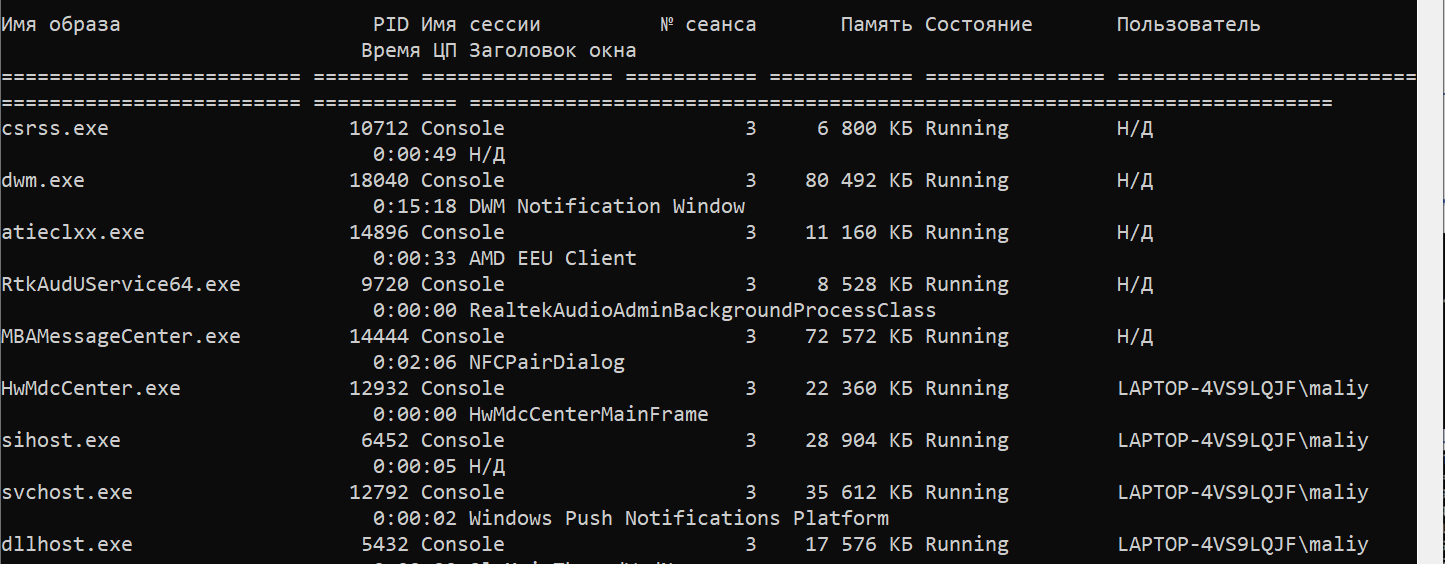 Имя образа                     PID Имя сессии          № сеанса       Память Состояние       Пользователь
                              Время ЦП Заголовок окна
========================= ======== ================ =========== ============ =============== =========================
========================= ============ ========================================================================
csrss.exe                    10712 Console                    3     6 800 КБ Running         Н/Д
                               0:00:49 Н/Д
dwm.exe                      18040 Console                    3    80 492 КБ Running         Н/Д
                               0:15:18 DWM Notification Window
atieclxx.exe                 14896 Console                    3    11 160 КБ Running         Н/Д
                               0:00:33 AMD EEU Client
RtkAudUService64.exe          9720 Console                    3     8 528 КБ Running         Н/Д
                               0:00:00 RealtekAudioAdminBackgroundProcessClass
MBAMessageCenter.exe         14444 Console                    3    72 572 КБ Running         Н/Д
                               0:02:06 NFCPairDialog
HwMdcCenter.exe              12932 Console                    3    22 360 КБ Running         LAPTOP-4VS9LQJF\maliy
                               0:00:00 HwMdcCenterMainFrame
sihost.exe                    6452 Console                    3    28 904 КБ Running         LAPTOP-4VS9LQJF\maliy
                               0:00:05 Н/Д
svchost.exe                  12792 Console                    3    35 612 КБ Running         LAPTOP-4VS9LQJF\maliy
                               0:00:02 Windows Push Notifications Platform
dllhost.exe                   5432 Console                    3    17 576 КБ Running         LAPTOP-4VS9LQJF\maliy